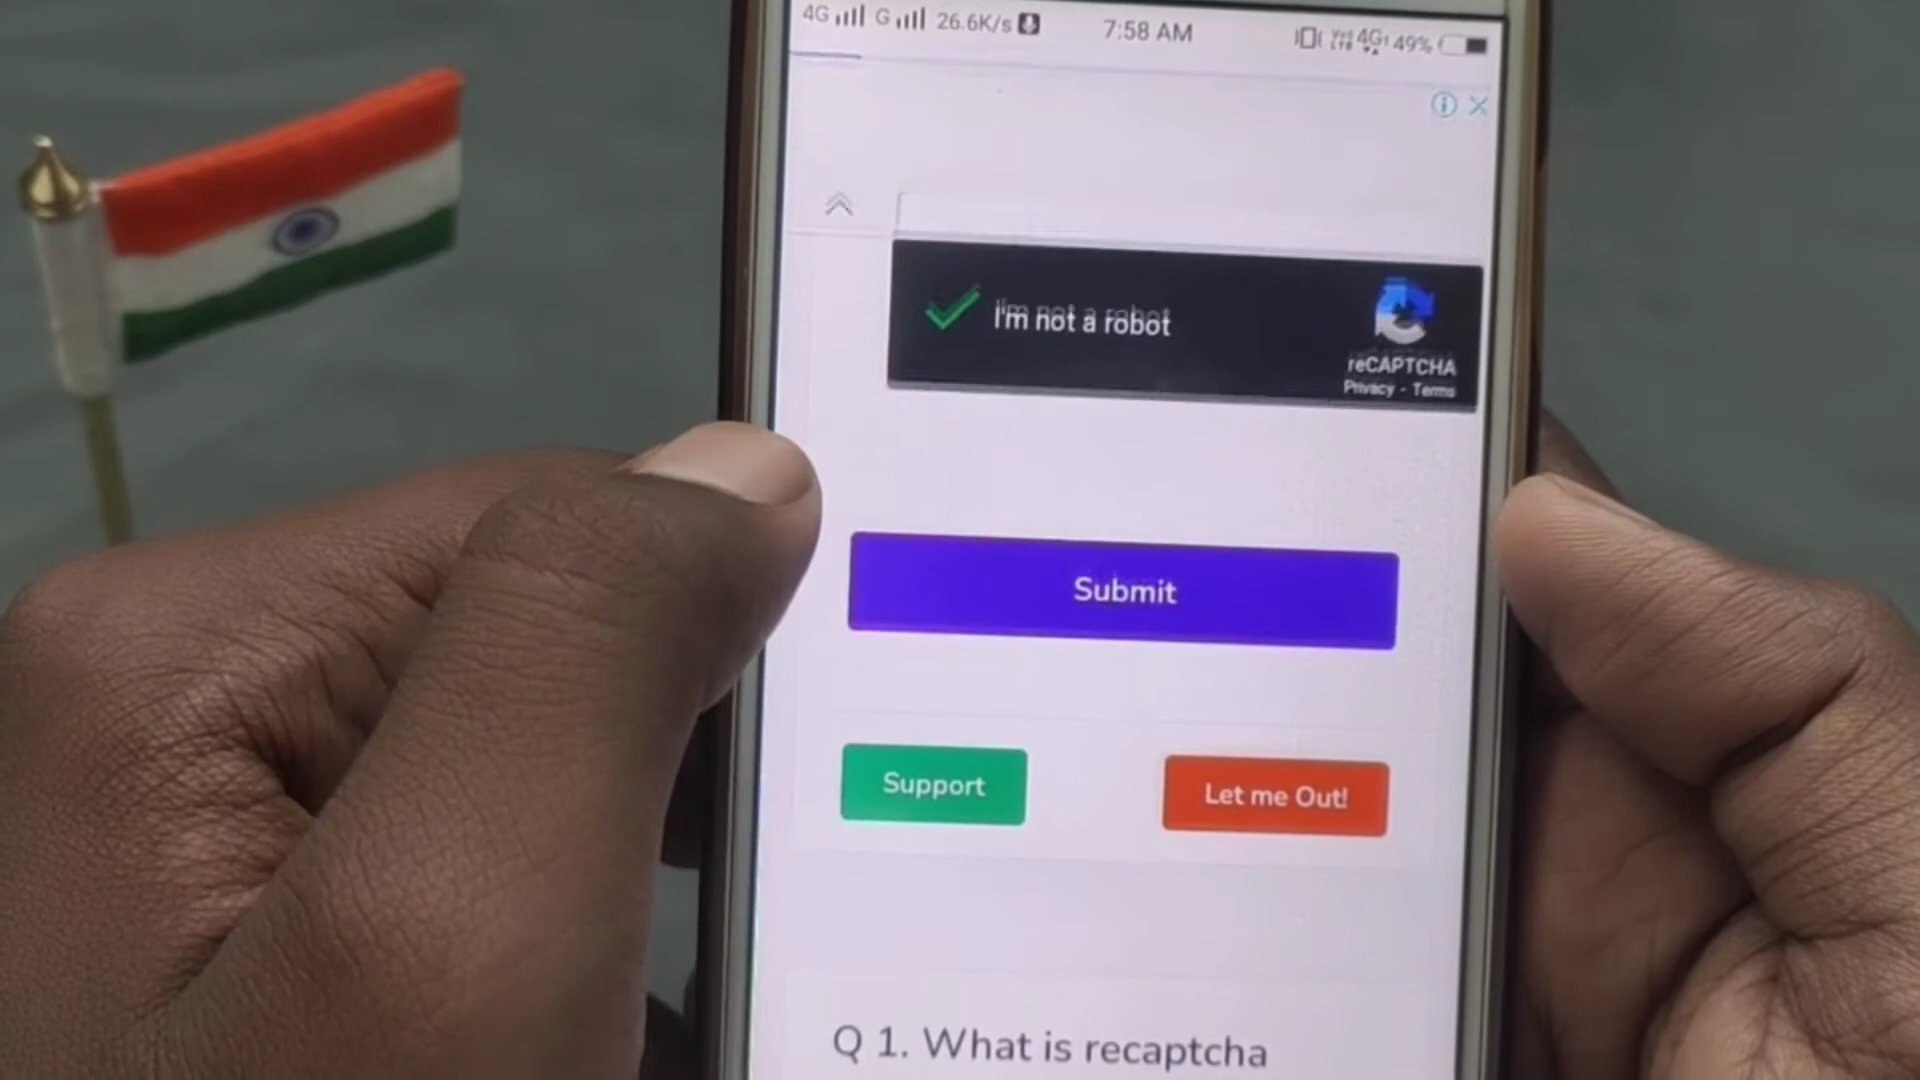 4G G 26.6K/s 7:58 AM VoLTE 4G 49%
I'm not a robot
reCAPTCHA
Privacy - Terms
Submit
Support Let me Out!
Q 1. What is recaptcha